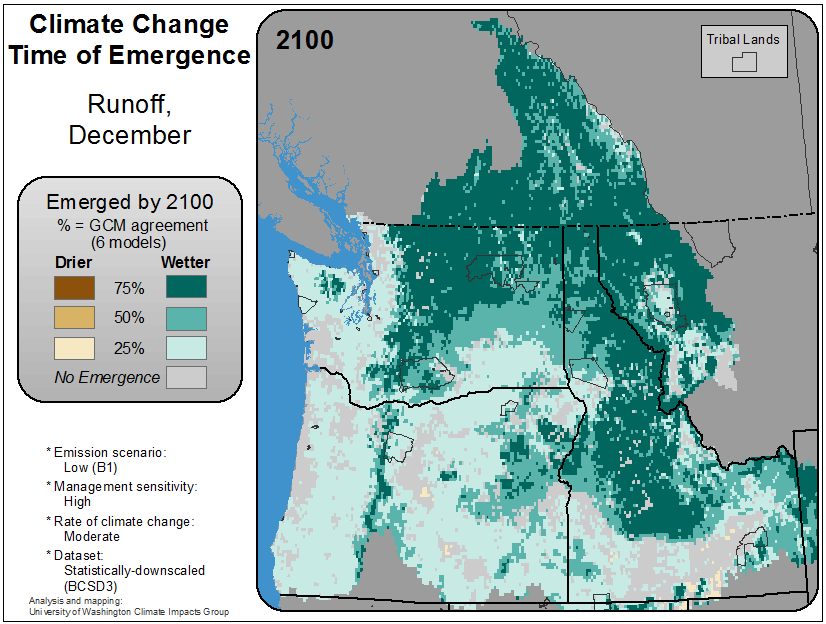 Climate Change
Time of Emergence
Runoff,
December
Emerged by 2100
% = GCM agreement
(6 models)
Drier Wetter
75%
50%
25%
No Emergence
* Emission scenario:
Low (B1)
* Management sensitivity:
High
* Rate of climate change:
Moderate
* Dataset:
Statistically-downscaled
(BCSD3)
Analysis and mapping:
University of Washington Climate Impacts Group
2100
Tribal Lands